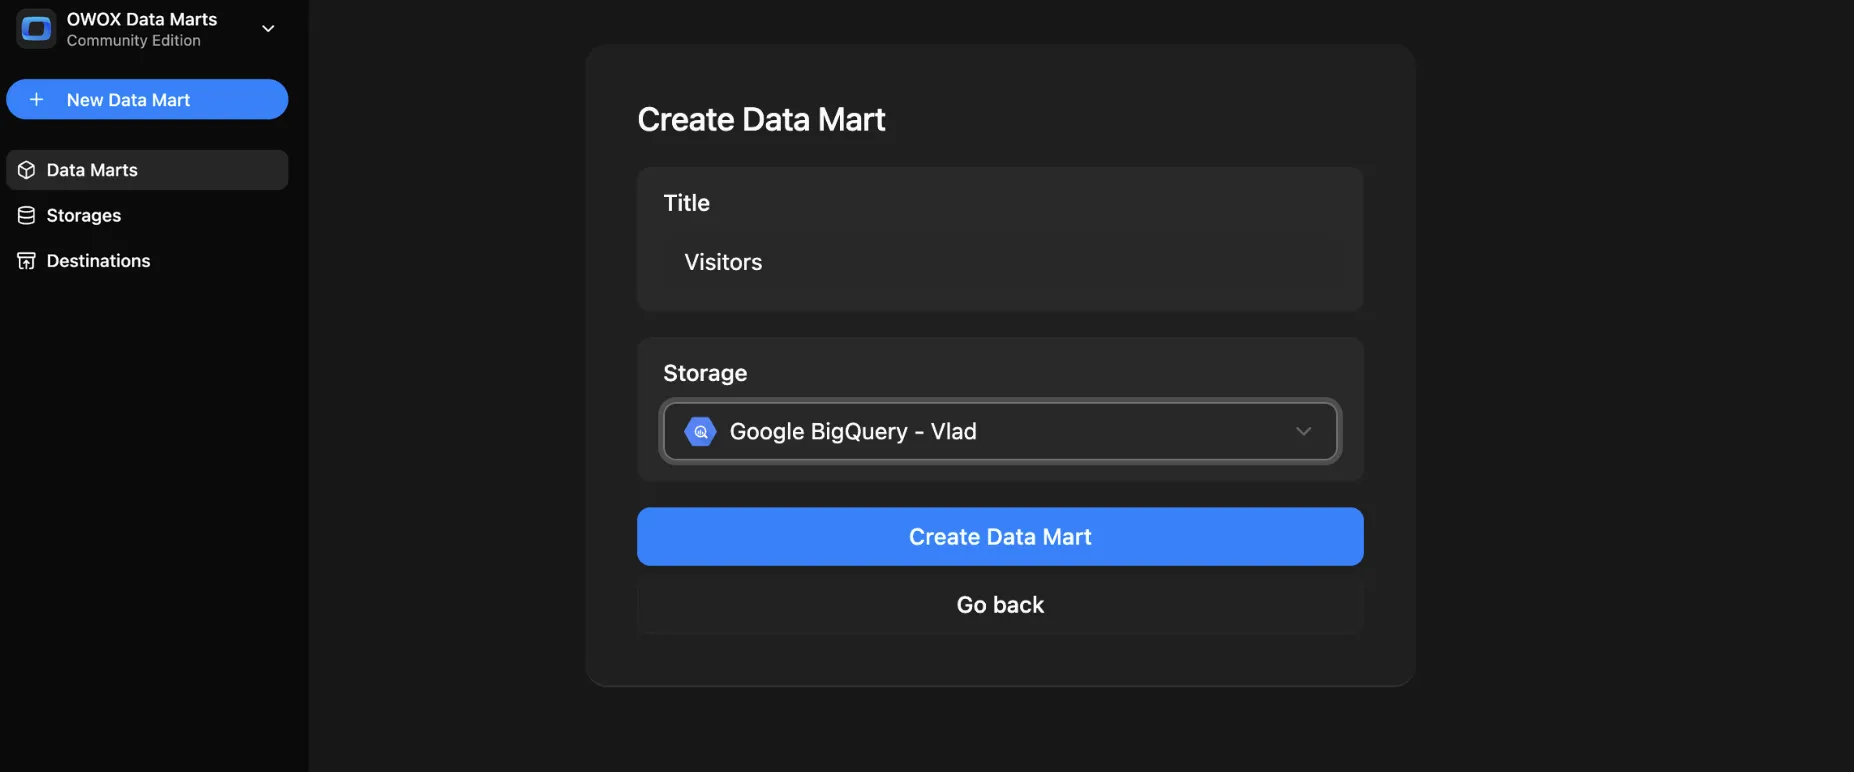 OWOX Data Marts
Community Edition
New Data Mart
Data Marts
Storages
Destinations
Create Data Mart
Title
Visitors
Storage
Google BigQuery - Vlad
Create Data Mart
Go back